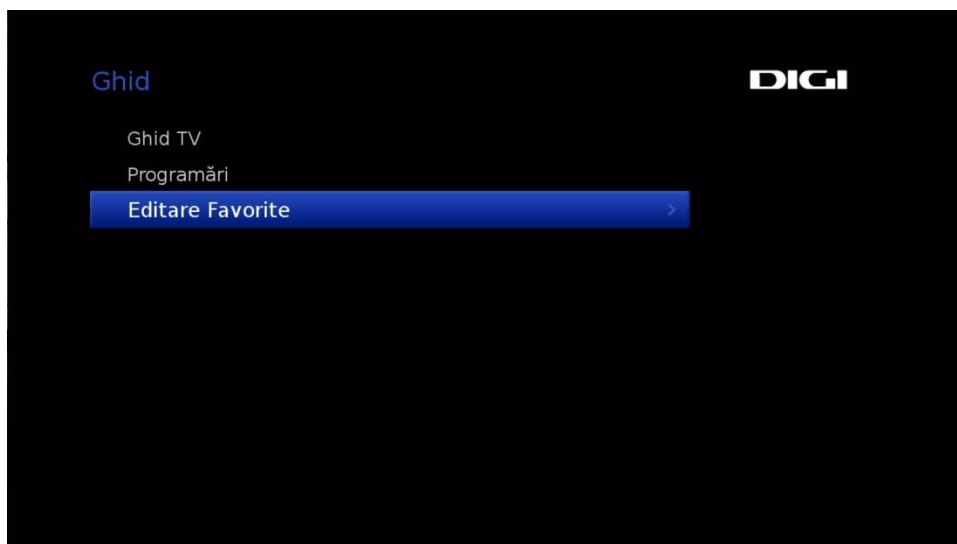 Ghid
DIGI
Ghid TV
Programări
Editare Favorite